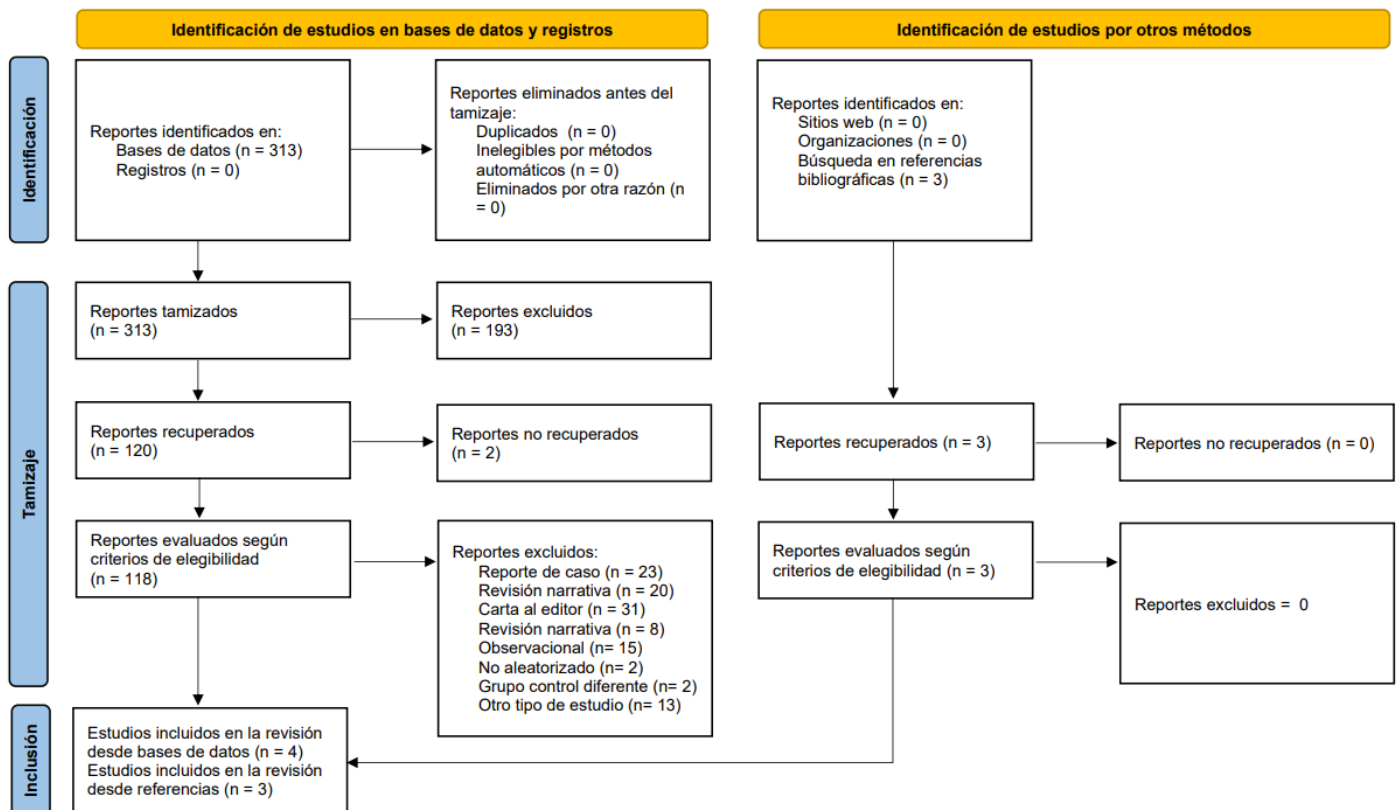 Identificación de estudios en bases de datos y registros
Identificación de estudios por otros métodos
Identificación
Reportes identificados en:
Bases de datos (n = 313)
Registros (n = 0)
Reportes eliminados antes del
tamizaje:
Duplicados  (n = 0)
Inelegibles por métodos
automáticos (n = 0)
Eliminados por otra razón (n
= 0)
Reportes identificados en:
Sitios web (n = 0)
Organizaciones (n = 0)
Búsqueda en referencias
bibliográficas (n = 3)
Tamizaje
Reportes tamizados
(n = 313)
Reportes excluidos
(n = 193)
Reportes recuperados
(n = 120)
Reportes no recuperados
(n = 2)
Reportes recuperados (n = 3)
Reportes no recuperados (n = 0)
Reportes evaluados según
criterios de elegibilidad
(n = 118)
Reportes excluidos:
Reporte de caso (n = 23)
Revisión narrativa (n = 20)
Carta al editor (n = 31)
Revisión narrativa (n = 8)
Observacional (n= 15)
No aleatorizado (n= 2)
Grupo control diferente (n= 2)
Otro tipo de estudio (n= 13)
Reportes evaluados según
criterios de elegibilidad (n = 3)
Reportes excluidos =  0
Inclusión
Estudios incluidos en la revisión
desde bases de datos (n = 4)
Estudios incluidos en la revisión
desde referencias (n = 3)